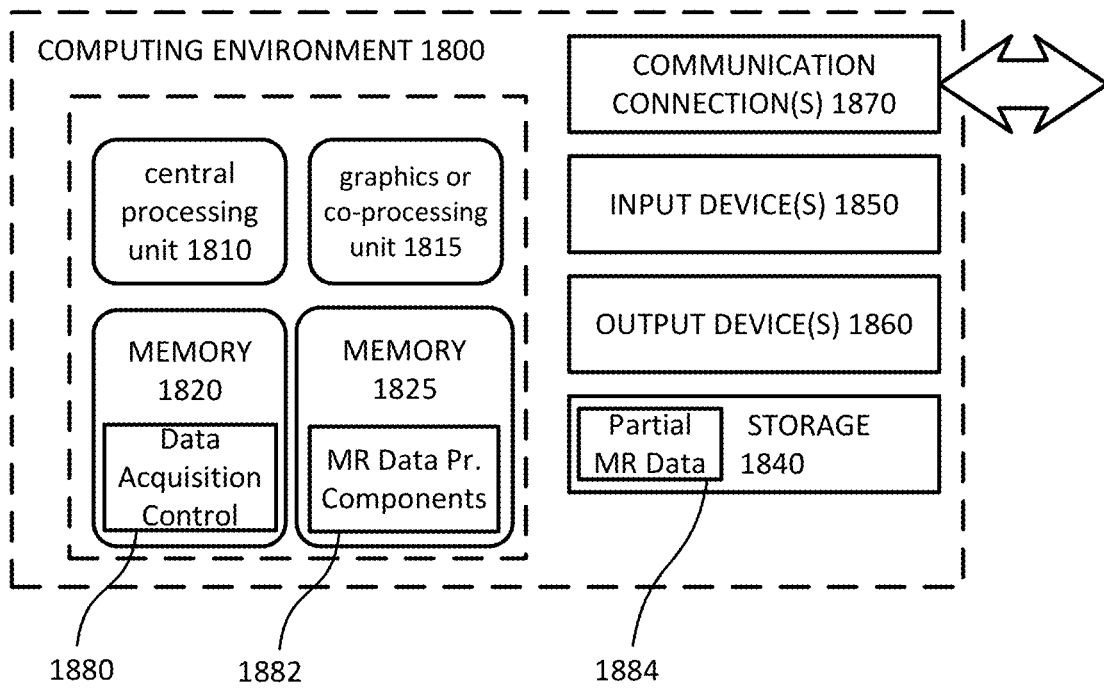 COMPUTING ENVIRONMENT 1800
central
processing
unit 1810
graphics or
co-processing
unit 1815
MEMORY
1820
Data
Acquisition
Control
MEMORY
1825
MR Data Pr.
Components
COMMUNICATION
CONNECTION(S) 1870
INPUT DEVICE(S) 1850
OUTPUT DEVICE(S) 1860
Partial
MR Data
STORAGE
1840
1880
1882
1884